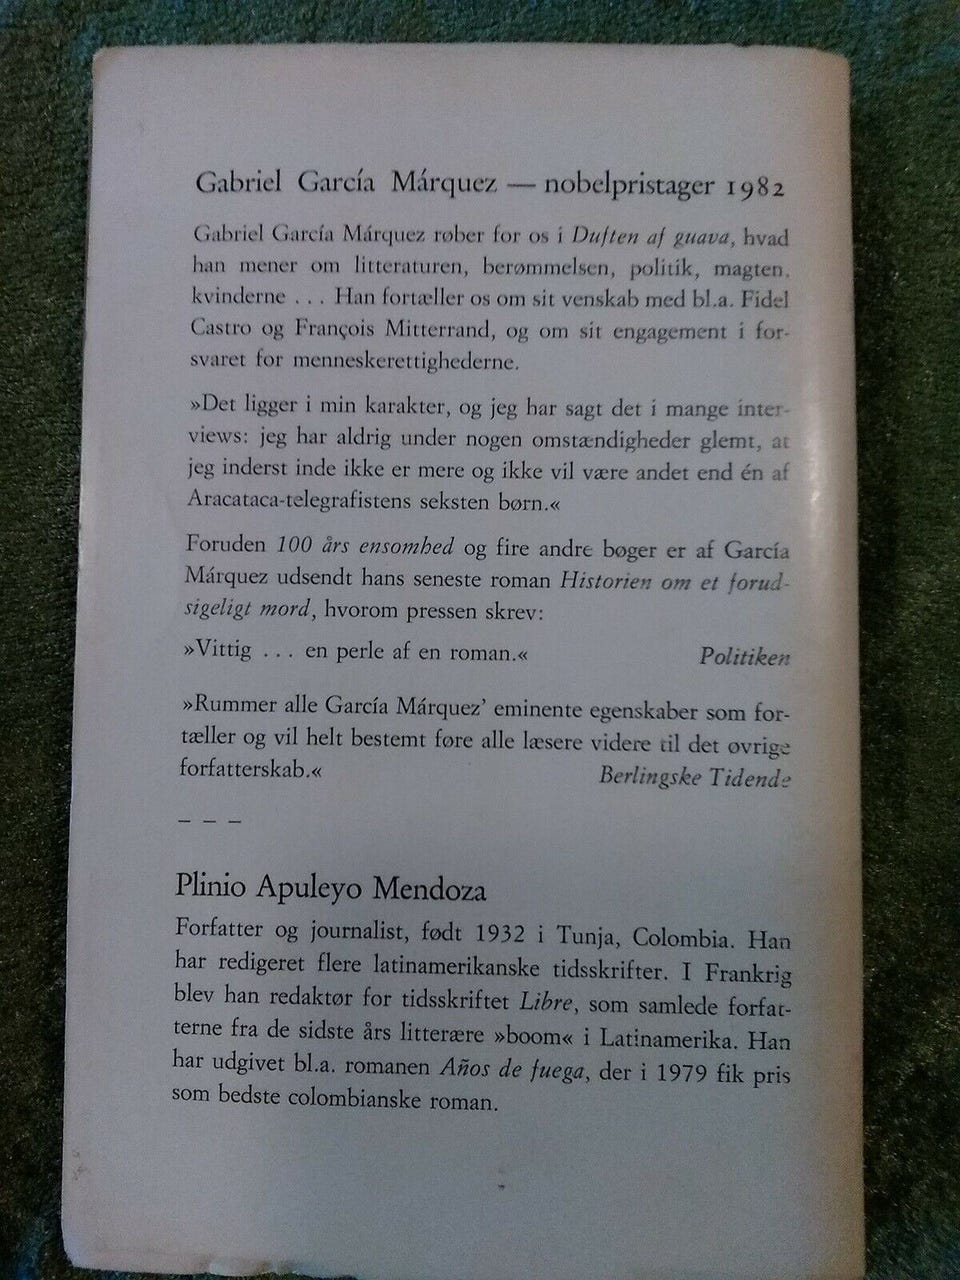 Gabriel García Márquez — nobelpristager 1982
Gabriel García Márquez røber for os i Duften af guava, hvad
han mener om litteraturen, berømmelsen, politik, magten,
kvinderne . . . Han fortæller os om sit venskab med bl.a. Fidel
Castro og François Mitterrand, og om sit engagement i for-
svaret for menneskerettighederne.
»Det ligger i min karakter, og jeg har sagt det i mange inter-
views: jeg har aldrig under nogen omstændigheder glemt, at
jeg inderst inde ikke er mere og ikke vil være andet end én af
Aracataca-telegrafistens seksten børn.«
Foruden 100 års ensomhed og fire andre bøger er af García
Márquez udsendt hans seneste roman Historien om et forud-
sigeligt mord, hvorom pressen skrev:
»Vittig . . . en perle af en roman.« Politiken
»Rummer alle García Márquez' eminente egenskaber som for-
tæller og vil helt bestemt føre alle læsere videre til det øvrige
forfatterskab.« Berlingske Tidende
– – –
Plinio Apuleyo Mendoza
Forfatter og journalist, født 1932 i Tunja, Colombia. Han
har redigeret flere latinamerikanske tidsskrifter. I Frankrig
blev han redaktør for tidsskriftet Libre, som samlede forfat-
terne fra de sidste års litterære »boom« i Latinamerika. Han
har udgivet bl.a. romanen Años de fuega, der i 1979 fik pris
som bedste colombianske roman.